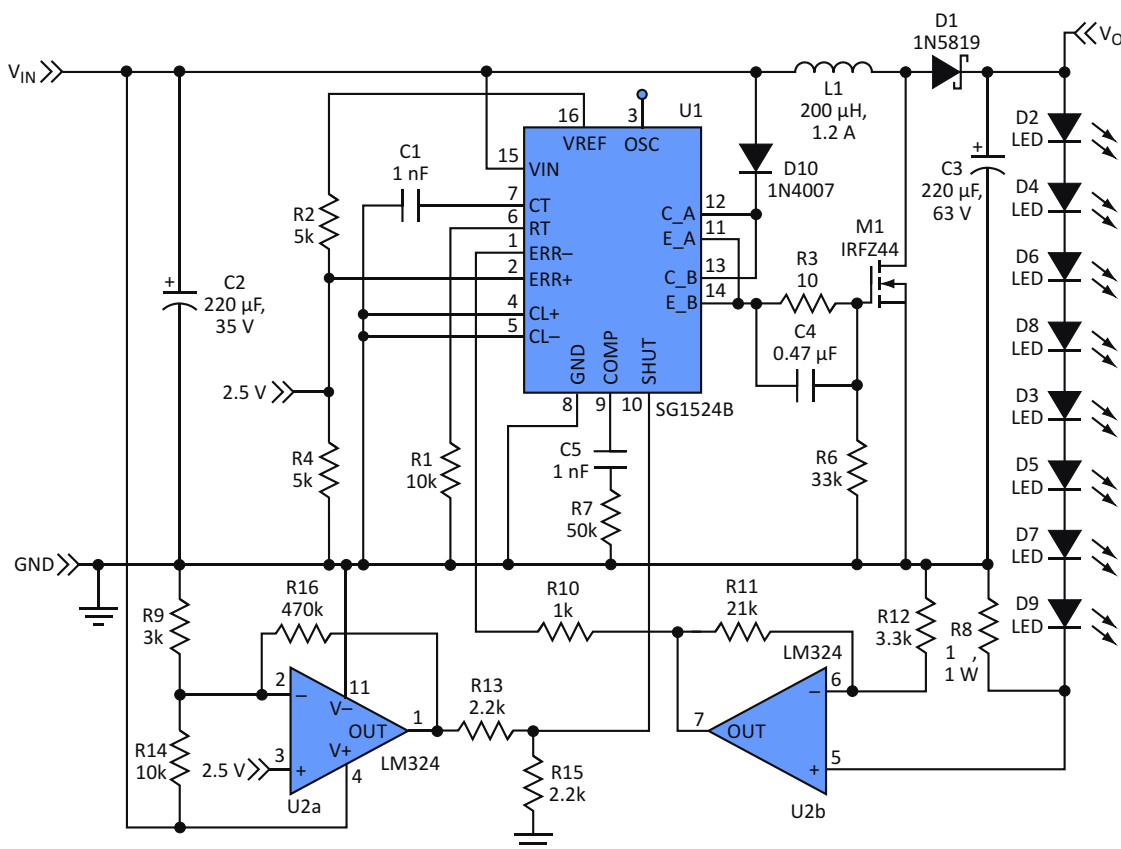 D1
1N5819
V_O
V_IN
L1
200 µH,
1.2 A
16
3
U1
VREF
OSC
D2
LED
C1
1 nF
15
VIN
D10
1N4007
C3
220 µF,
63 V
7
CT
12
C_A
D4
LED
R2
5k
6
RT
11
E_A
M1
IRFZ44
1
ERR–
13
C_B
R3
10
D6
LED
2
ERR+
14
E_B
C2
220 µF,
35 V
4
CL+
5
CL–
C4
0.47 µF
D8
LED
GND
COMP
SHUT
2.5 V
8
9
10
SG1524B
D3
LED
R4
5k
R1
10k
C5
1 nF
R6
33k
D5
LED
R7
50k
GND
D7
LED
R9
3k
R16
470k
R10
1k
R11
21k
R12
3.3k
R8
1 ,
1 W
D9
LED
LM324
2
–
11
V–
6
–
R13
2.2k
OUT
1
7
OUT
R14
10k
V+
2.5 V
3
+
4
LM324
5
+
R15
2.2k
U2a
U2b